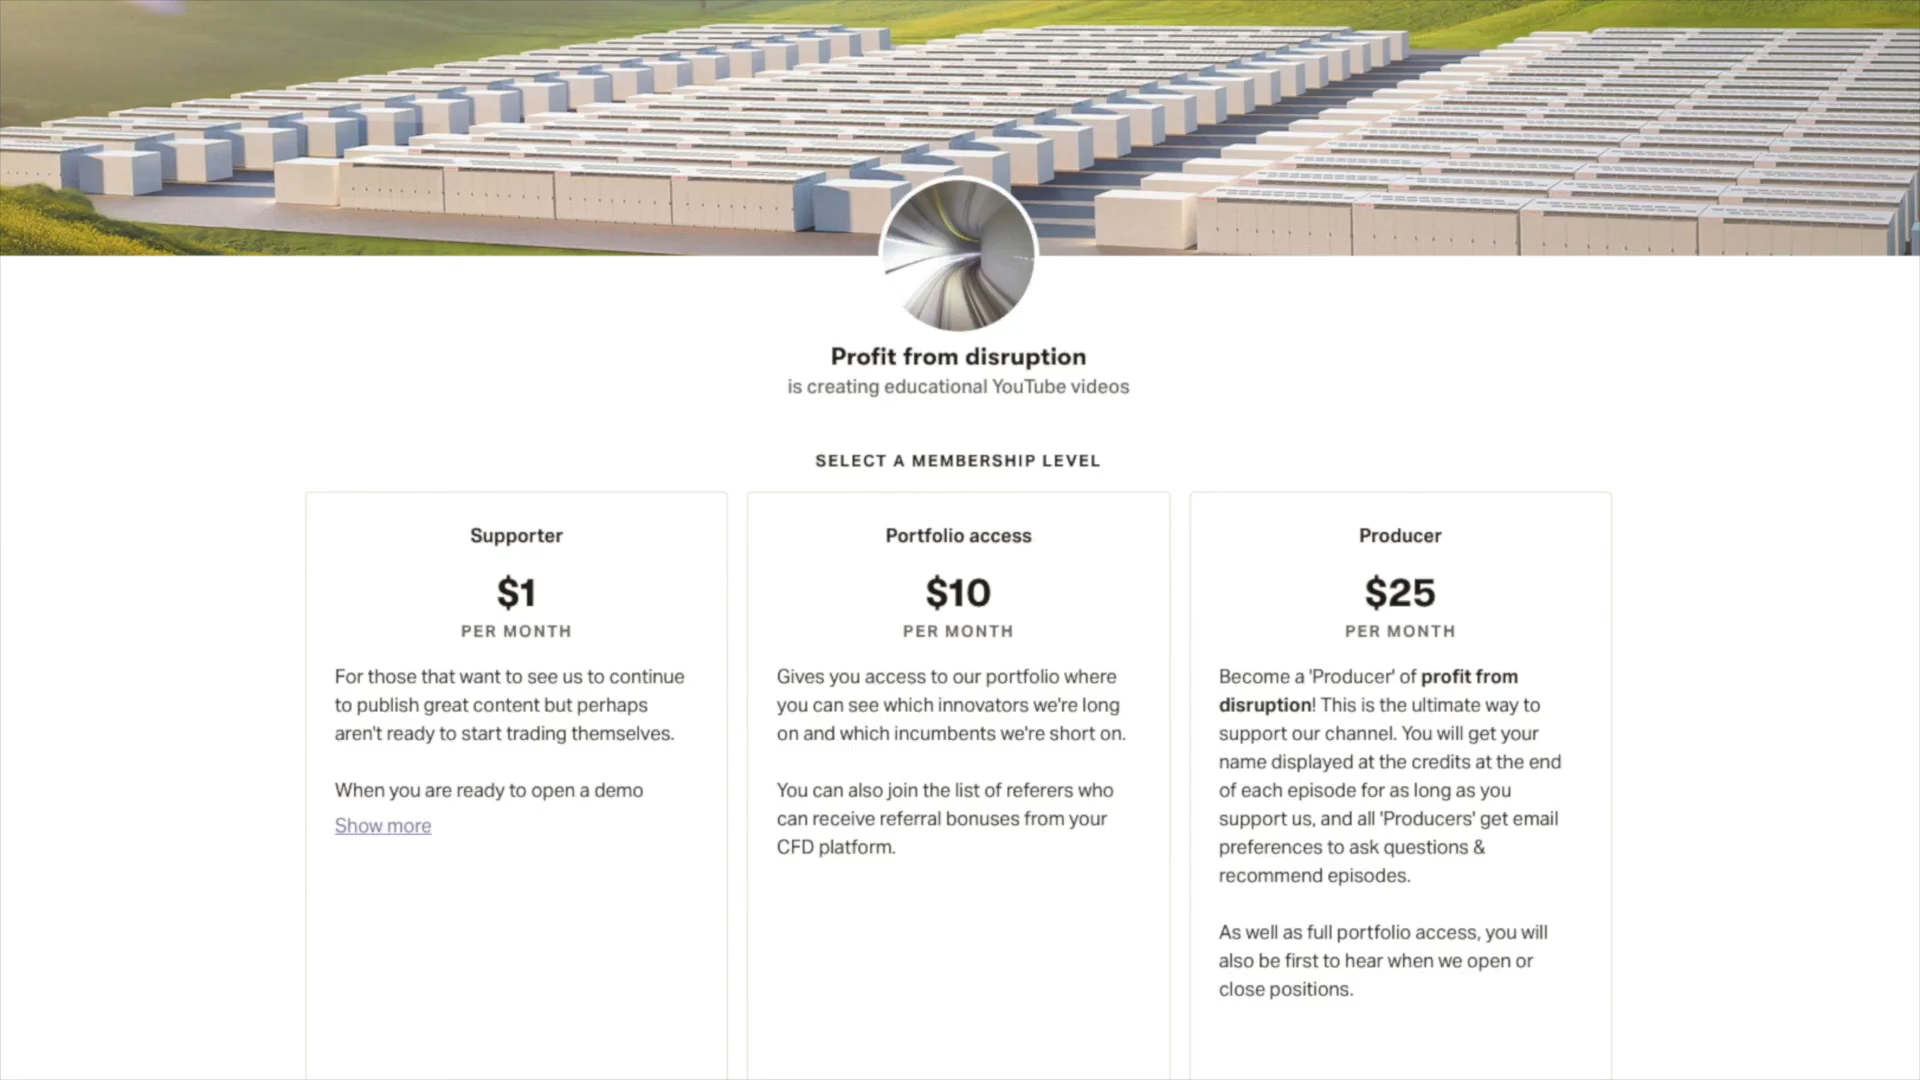 Profit from disruption
is creating educational YouTube videos
SELECT A MEMBERSHIP LEVEL
Supporter
$1
PER MONTH
For those that want to see us to continue
to publish great content but perhaps
aren't ready to start trading themselves.
When you are ready to open a demo
Show more
Portfolio access
$10
PER MONTH
Gives you access to our portfolio where
you can see which innovators we're long
on and which incumbents we're short on.
You can also join the list of referers who
can receive referral bonuses from your
CFD platform.
Producer
$25
PER MONTH
Become a 'Producer' of profit from
disruption! This is the ultimate way to
support our channel. You will get your
name displayed at the credits at the end
of each episode for as long as you
support us, and all 'Producers' get email
preferences to ask questions &
recommend episodes.
As well as full portfolio access, you will
also be first to hear when we open or
close positions.